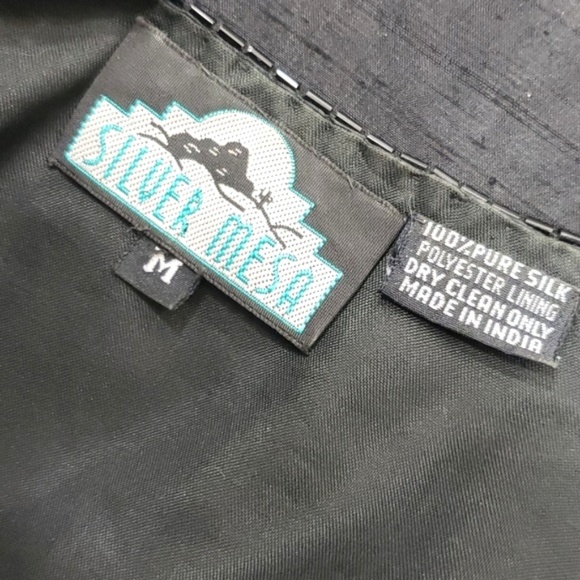 SILVER MESA
M
100% PURE SILK
POLYESTER LINING
DRY CLEAN ONLY
MADE IN INDIA